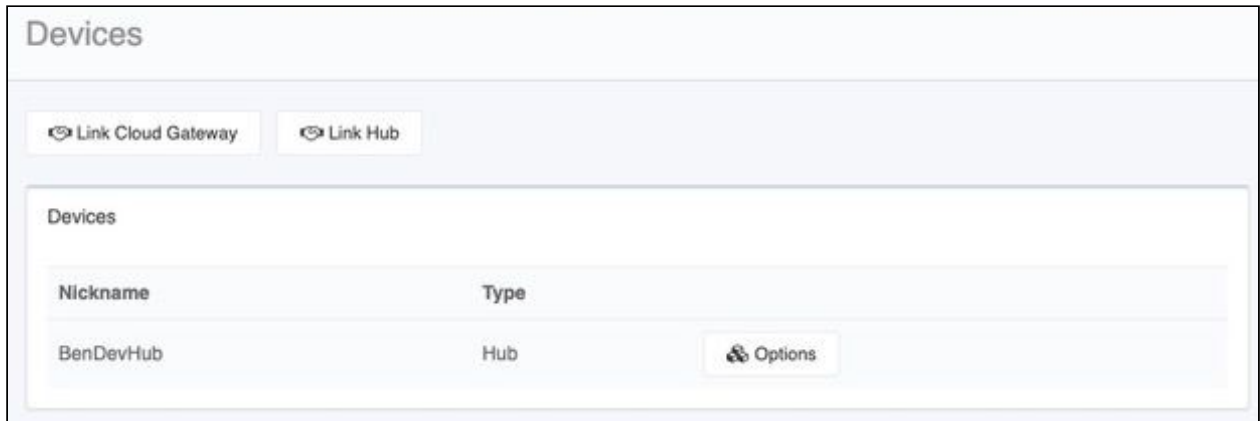 Devices
Link Cloud Gateway Link Hub
Devices
Nickname Type
BenDevHub Hub Options